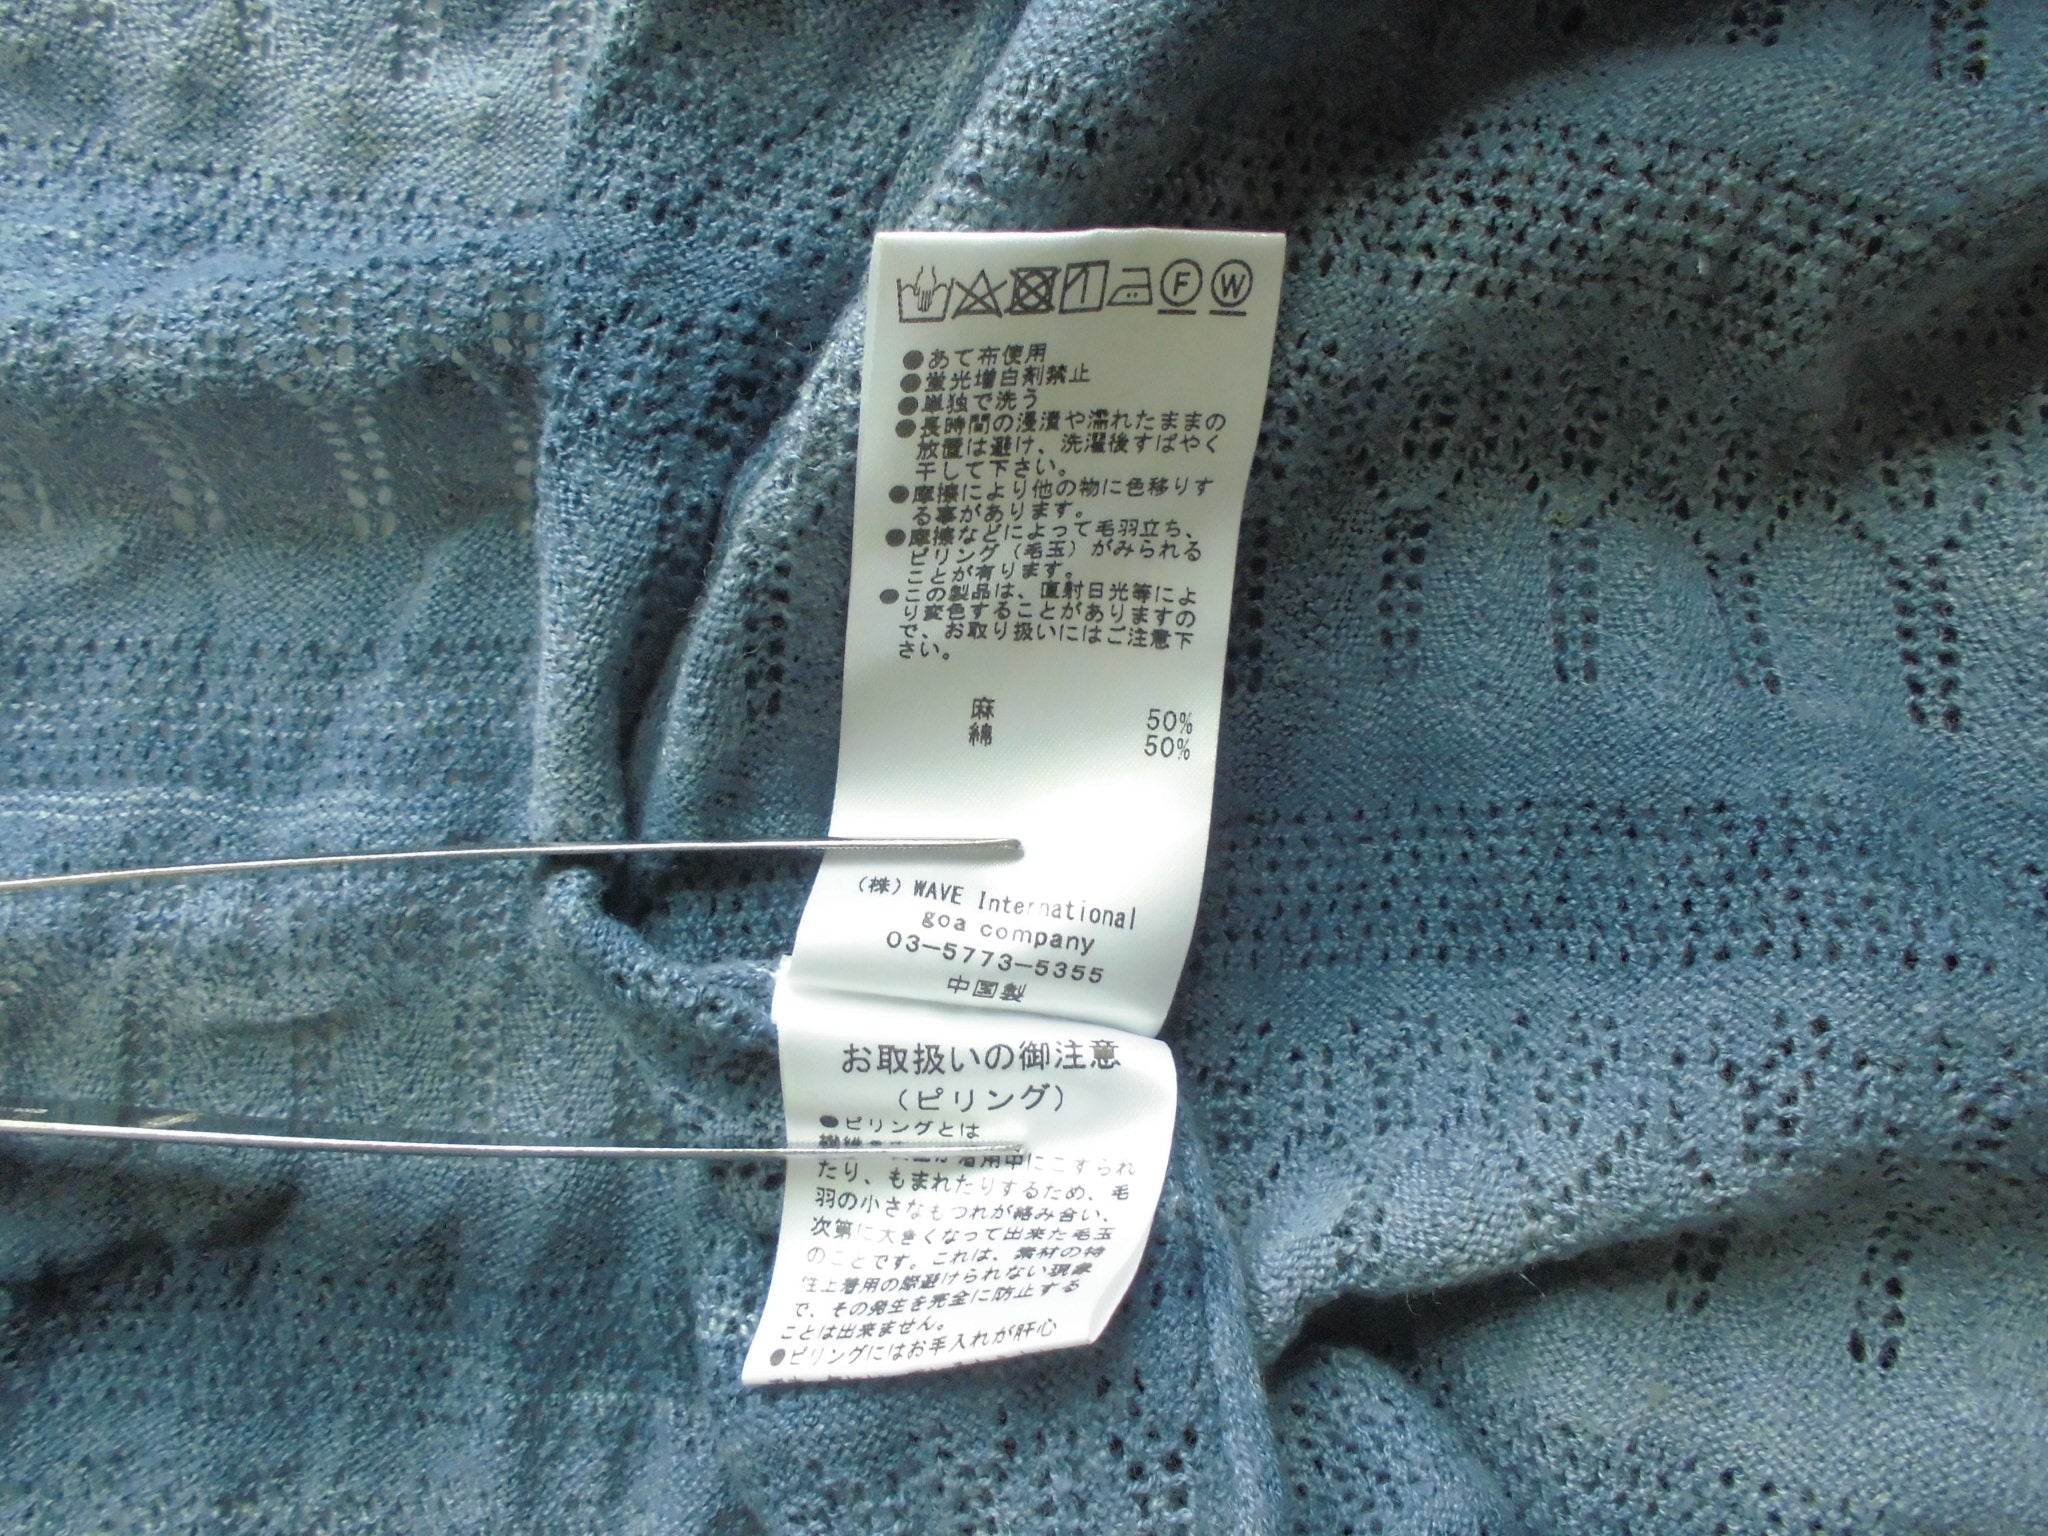 F W
●あて布使用
●蛍光増白剤禁止
●単独で洗う
●長時間の浸漬や濡れたままの
放置は避け、洗濯後すばやく
干して下さい。
●摩擦により他の物に色移りす
る事があります。
●摩擦などによって毛羽立ち、
ピリング(毛玉)がみられる
ことが有ります。
●この製品は、直射日光等によ
り変色することがありますの
で、お取り扱いにはご注意下
さい。
麻 50%
綿 50%
(株)WAVE International
goa company
03-5773-5355
中国製
お取扱いの御注意
(ピリング)
●ピリングとは
着用中にこすられ
たり、もまれたりするため、毛
羽の小さなもつれが絡み合い、
次第に大きくなって出来た毛玉
のことです。これは、素材の特
性上着用の際避けられない現象
で、その発生を完全に防止する
ことは出来ません。
●ピリングにはお手入れが肝心